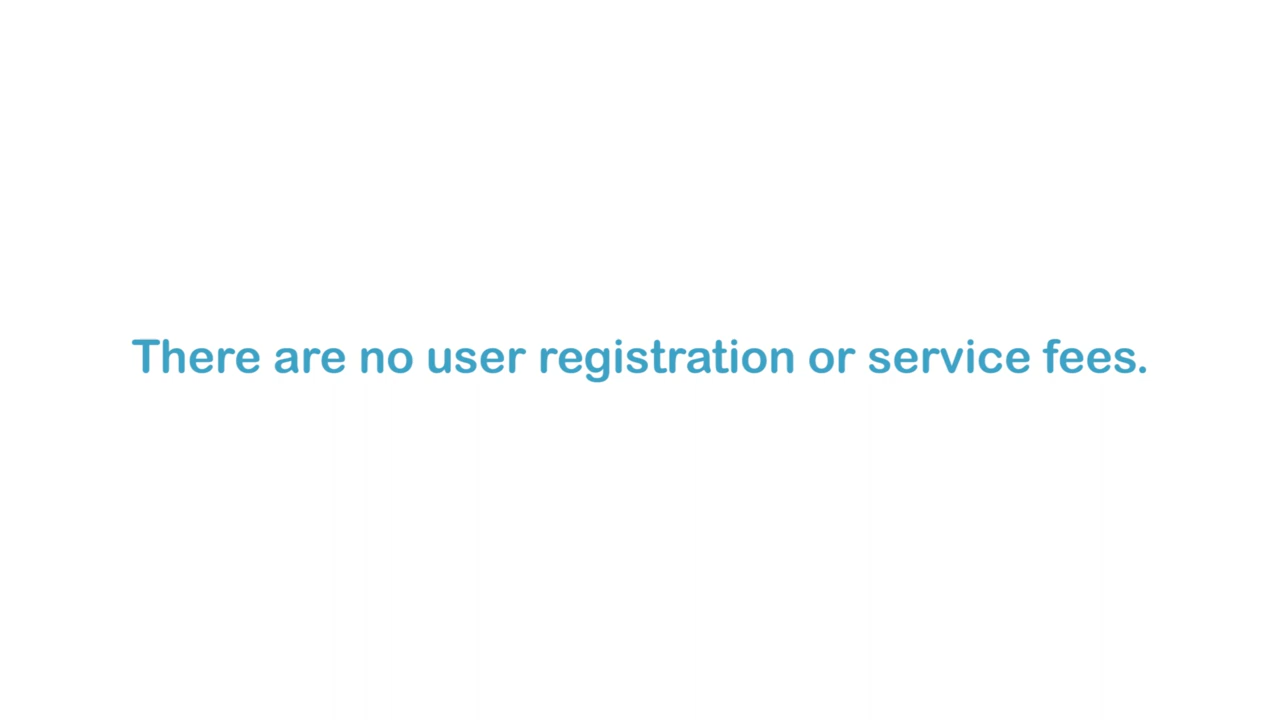 There are no user registration or service fees.